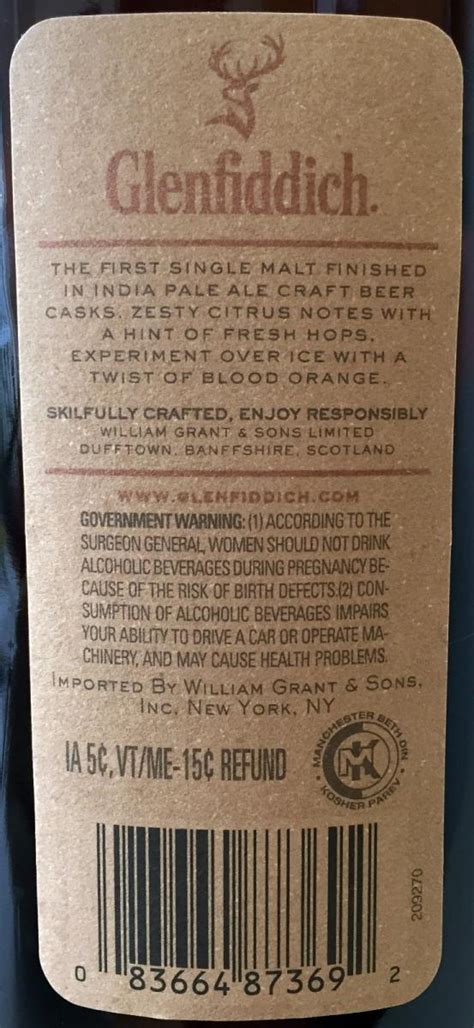 Glenfiddich.
THE FIRST SINGLE MALT FINISHED
IN INDIA PALE ALE CRAFT BEER
CASKS. ZESTY CITRUS NOTES WITH
A HINT OF FRESH HOPS.
EXPERIMENT OVER ICE WITH A
TWIST OF BLOOD ORANGE.
SKILFULLY CRAFTED, ENJOY RESPONSIBLY
WILLIAM GRANT & SONS LIMITED
DUFFTOWN, BANFFSHIRE, SCOTLAND
WWW.GLENFIDDICH.COM
GOVERNMENT WARNING: (1) ACCORDING TO THE
SURGEON GENERAL, WOMEN SHOULD NOT DRINK
ALCOHOLIC BEVERAGES DURING PREGNANCY BE-
CAUSE OF THE RISK OF BIRTH DEFECTS.(2) CON-
SUMPTION OF ALCOHOLIC BEVERAGES IMPAIRS
YOUR ABILITY TO DRIVE A CAR OR OPERATE MA-
CHINERY, AND MAY CAUSE HEALTH PROBLEMS.
IMPORTED BY WILLIAM GRANT & SONS,
INC, NEW YORK, NY
IA 5¢, VT/ME-15¢ REFUND
MANCHESTER BETH DIN
MK
KOSHER PAREV
209270
0 83664 87369 2